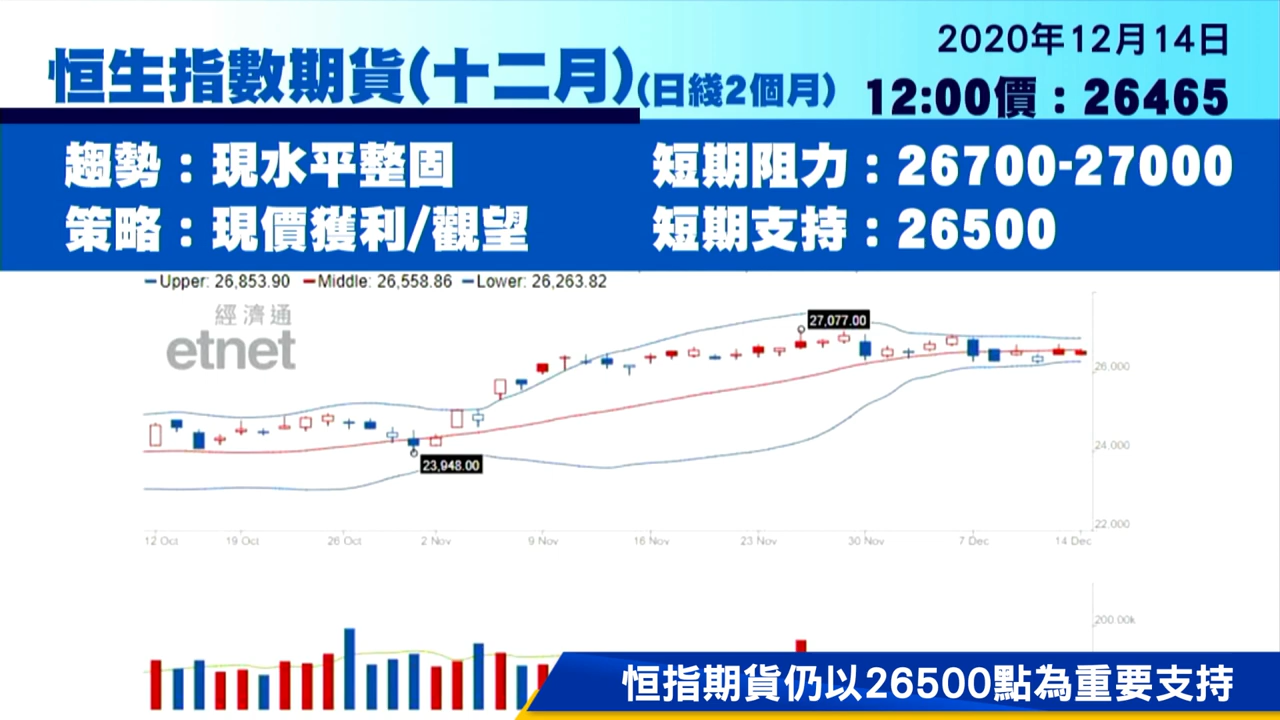 恒生指數期貨(十二月)(日綫2個月)
2020年12月14日
12:00價：26465
趨勢：現水平整固
短期阻力：26700-27000
策略：現價獲利/觀望
短期支持：26500
Upper: 26,853.90 Middle: 26,558.86 Lower: 26,263.82
經濟通
etnet
27,077.00
26,000
24,000
23,948.00
22,000
12 Oct 19 Oct 26 Oct 2 Nov 9 Nov 16 Nov 23 Nov 30 Nov 7 Dec 14 Dec
200.00k
恒指期貨仍以26500點為重要支持